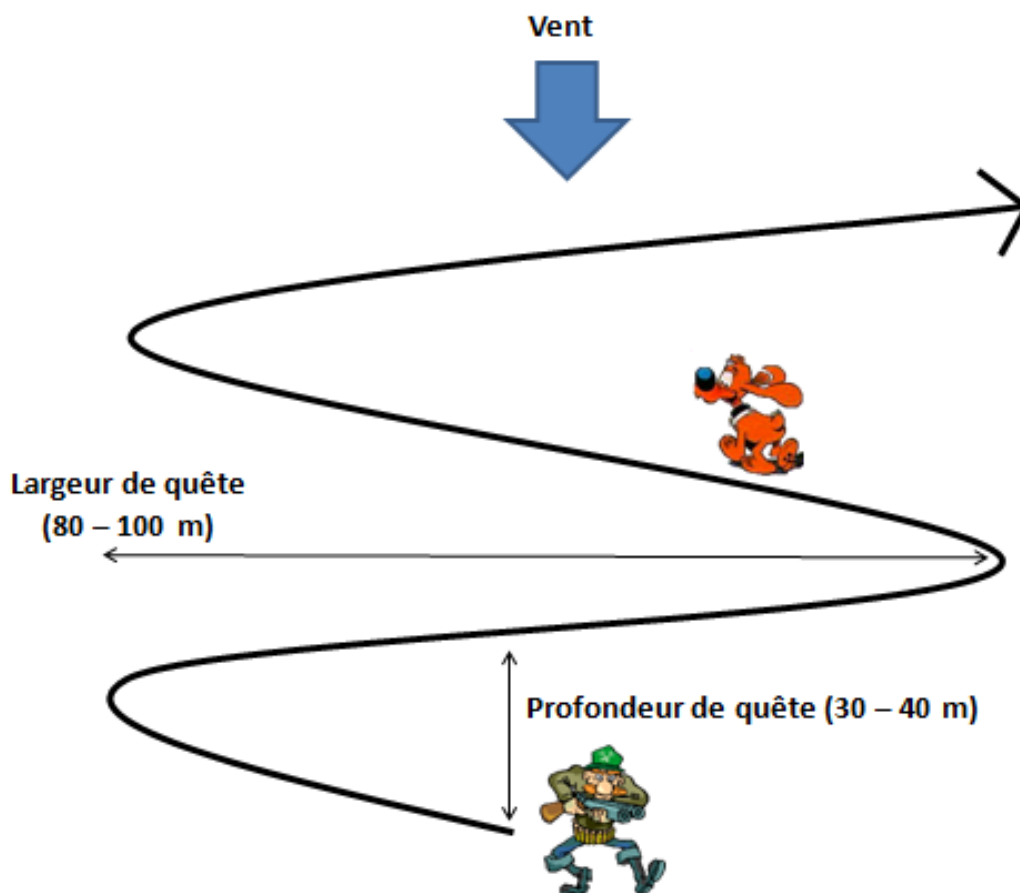 Vent
Largeur de quête
(80 – 100 m)
Profondeur de quête (30 – 40 m)